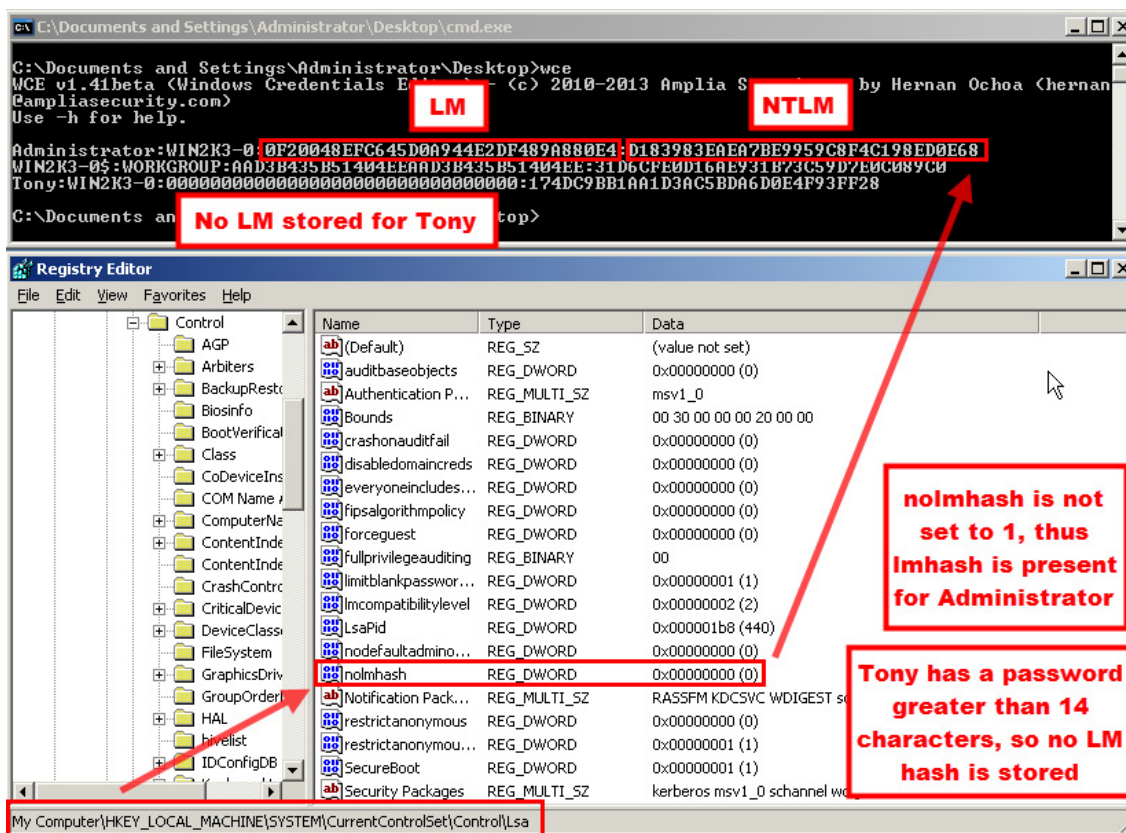 C:\Documents and Settings\Administrator\Desktop\cmd.exe
C:\Documents and Settings\Administrator\Desktop>wce
WCE v1.41beta (Windows Credentials E - (c) 2010-2013 Amplia S by Hernan Ochoa (hernan
@ampliasecurity.com)
Use -h for help.
LM
NTLM
Administrator:WIN2K3-0:0F20048EFC645D0A944E2DF489A880E4:D183983EAEA7BE9959C8F4C198ED0E68
WIN2K3-0$:WORKGROUP:AAD3B435B51404EEAAD3B435B51404EE:31D6CFE0D16AE931B73C59D7E0C089C0
Tony:WIN2K3-0:00000000000000000000000000000000:174DC9BB1AA1D3AC5BDA6D0E4F93FF28
C:\Documents an top>
No LM stored for Tony
Registry Editor
File Edit View Favorites Help
Control
AGP
Arbiters
BackupResto
Biosinfo
BootVerificat
Class
CoDeviceIns
COM Name
ComputerNa
ContentInde
ContentInde
CrashContro
CriticalDevic
DeviceClass
FileSystem
GraphicsDriv
GroupOrder
HAL
hivelist
IDConfigDB
Name Type Data
(Default) REG_SZ (value not set)
auditbaseobjects REG_DWORD 0x00000000 (0)
Authentication P... REG_MULTI_SZ msv1_0
Bounds REG_BINARY 00 30 00 00 00 20 00 00
crashonauditfail REG_DWORD 0x00000000 (0)
disabledomaincreds REG_DWORD 0x00000000 (0)
everyoneincludes... REG_DWORD 0x00000000 (0)
fipsalgorithmpolicy REG_DWORD 0x00000000 (0)
forceguest REG_DWORD 0x00000000 (0)
fullprivilegeauditing REG_BINARY 00
limitblankpasswor... REG_DWORD 0x00000001 (1)
lmcompatibilitylevel REG_DWORD 0x00000002 (2)
LsaPid REG_DWORD 0x000001b8 (440)
nodefaultadmino... REG_DWORD 0x00000000 (0)
nolmhash REG_DWORD 0x00000000 (0)
Notification Pack... REG_MULTI_SZ RASSFM KDCSVC WDIGEST sc
restrictanonymous REG_DWORD 0x00000000 (0)
restrictanonymou... REG_DWORD 0x00000001 (1)
SecureBoot REG_DWORD 0x00000001 (1)
Security Packages REG_MULTI_SZ kerberos msv1_0 schannel wdig
nolmhash is not
set to 1, thus
lmhash is present
for Administrator
Tony has a password
greater than 14
characters, so no LM
hash is stored
My Computer\HKEY_LOCAL_MACHINE\SYSTEM\CurrentControlSet\Control\Lsa